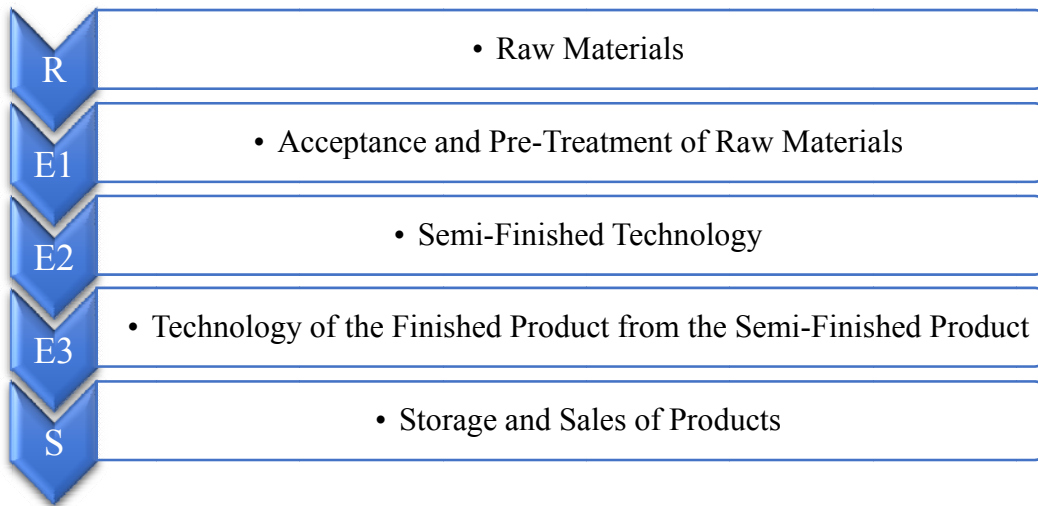 R
• Raw Materials
E1
• Acceptance and Pre-Treatment of Raw Materials
E2
• Semi-Finished Technology
E3
• Technology of the Finished Product from the Semi-Finished Product
S
• Storage and Sales of Products